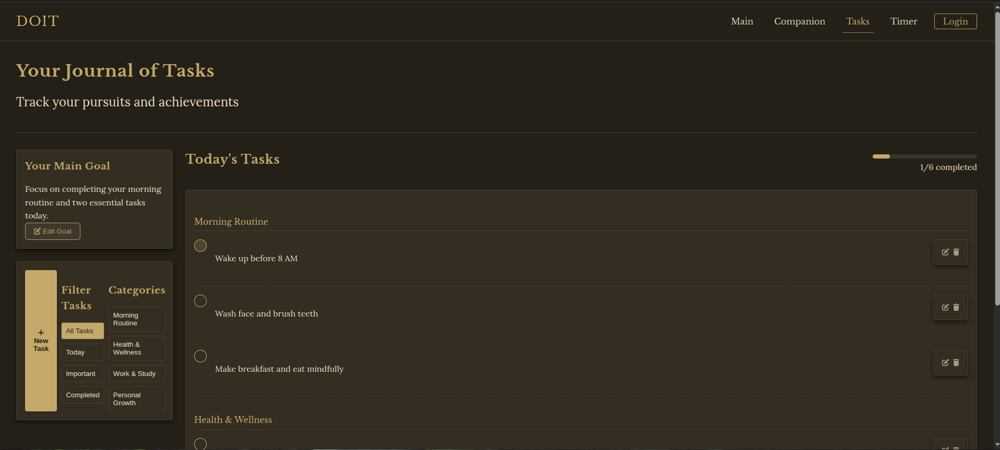 DOIT
Main
Companion
Tasks
Timer
Login
Your Journal of Tasks
Track your pursuits and achievements
Your Main Goal
Focus on completing your morning
routine and two essential tasks
today.
Edit Goal
+
New
Task
Filter
Tasks
All Tasks
Today
Important
Completed
Categories
Morning
Routine
Health &
Wellness
Work & Study
Personal
Growth
Today's Tasks
1/6 completed
Morning Routine
Wake up before 8 AM
Wash face and brush teeth
Make breakfast and eat mindfully
Health & Wellness